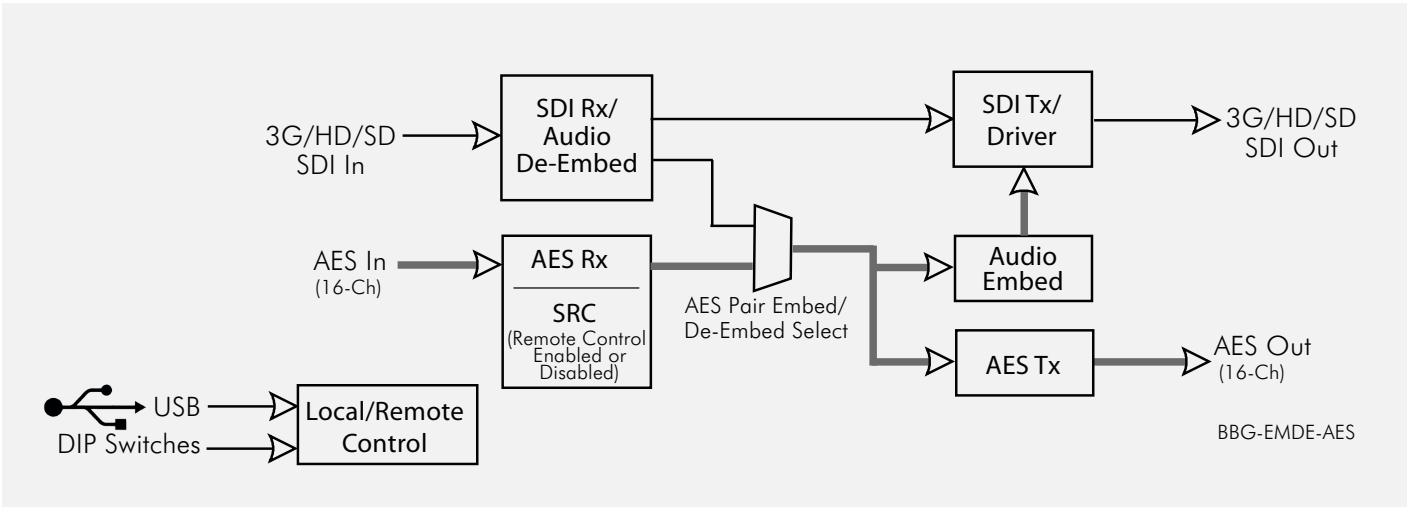 3G/HD/SD
SDI In
SDI Rx/
Audio
De-Embed
SDI Tx/
Driver
3G/HD/SD
SDI Out
AES In
(16-Ch)
AES Rx
SRC
(Remote Control
Enabled or
Disabled)
AES Pair Embed/
De-Embed Select
Audio
Embed
AES Tx
AES Out
(16-Ch)
USB
DIP Switches
Local/Remote
Control
BBG-EMDE-AES